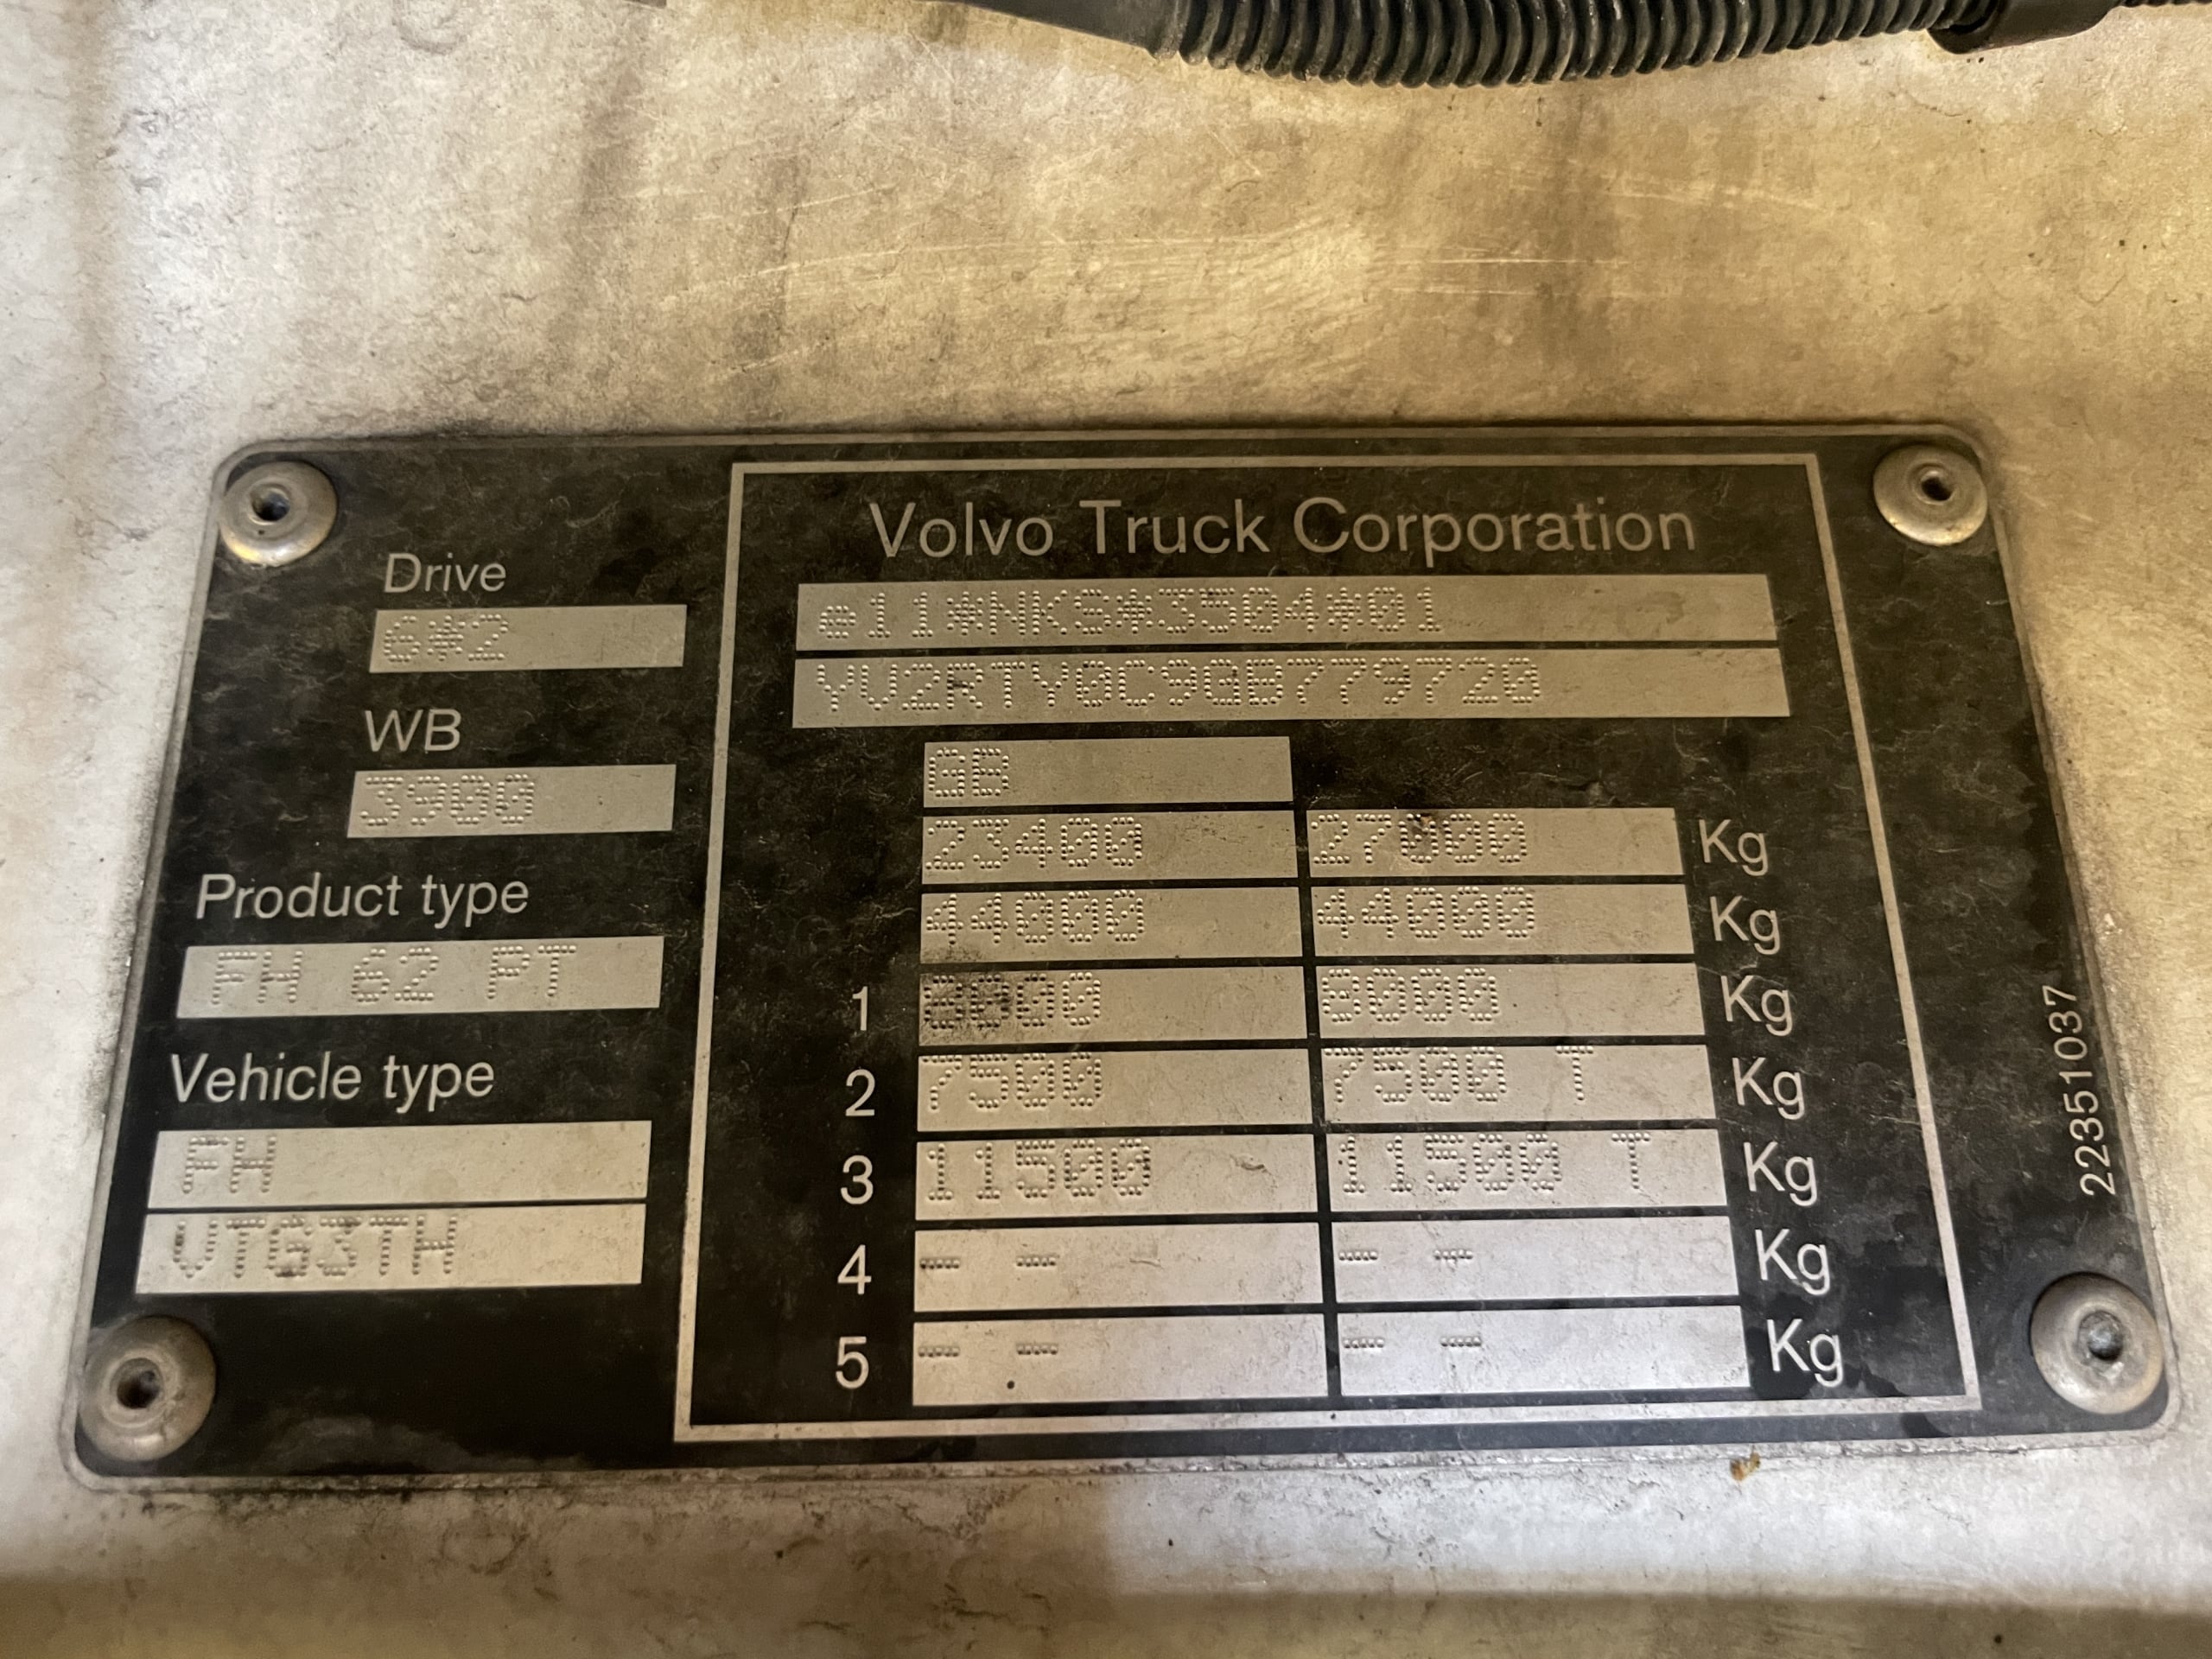 Drive
6*2
WB
3900
Product type
FH 62 PT
Vehicle type
FH
VTG3TH
Volvo Truck Corporation
e11*NKS*3504*01
YV2RTY0C9GB779720
GB
23400 27000 Kg
44000 44000 Kg
1 8000 8000 Kg
2 7500 7500 T Kg
3 11500 11500 T Kg
4 - - - - Kg
5 - - - - Kg
22351037